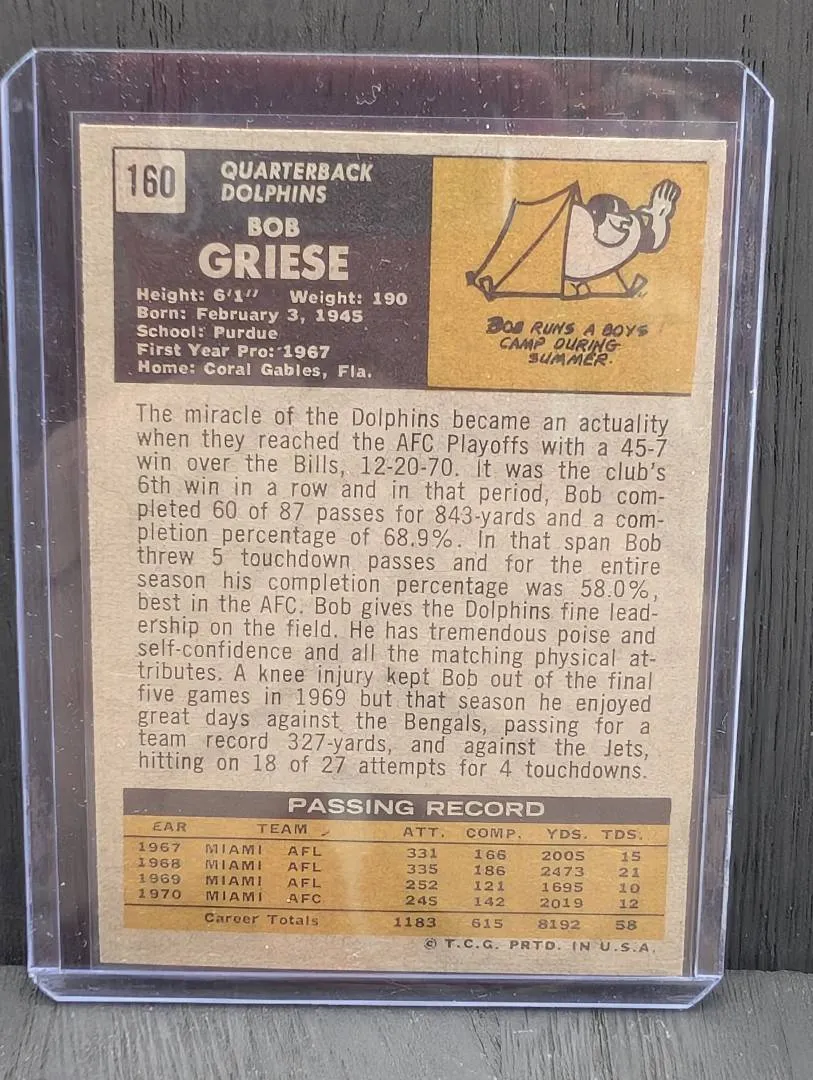 160
QUARTERBACK
DOLPHINS
BOB
GRIESE
Height: 6'1" Weight: 190
Born: February 3, 1945
School: Purdue
First Year Pro: 1967
Home: Coral Gables, Fla.
BOB RUNS A BOYS
CAMP DURING
SUMMER.
The miracle of the Dolphins became an actuality
when they reached the AFC Playoffs with a 45-7
win over the Bills, 12-20-70. It was the club's
6th win in a row and in that period, Bob com-
pleted 60 of 87 passes for 843-yards and a com-
pletion percentage of 68.9%. In that span Bob
threw 5 touchdown passes and for the entire
season his completion percentage was 58.0%,
best in the AFC. Bob gives the Dolphins fine lead-
ership on the field. He has tremendous poise and
self-confidence and all the matching physical at-
tributes. A knee injury kept Bob out of the final
five games in 1969 but that season he enjoyed
great days against the Bengals, passing for a
team record 327-yards, and against the Jets,
hitting on 18 of 27 attempts for 4 touchdowns.
PASSING RECORD
EAR TEAM ATT. COMP. YDS. TDS.
1967 MIAMI AFL 331 166 2005 15
1968 MIAMI AFL 335 186 2473 21
1969 MIAMI AFL 252 121 1695 10
1970 MIAMI AFC 245 142 2019 12
Career Totals 1183 615 8192 58
© T.C.G. PRTD. IN U.S.A.